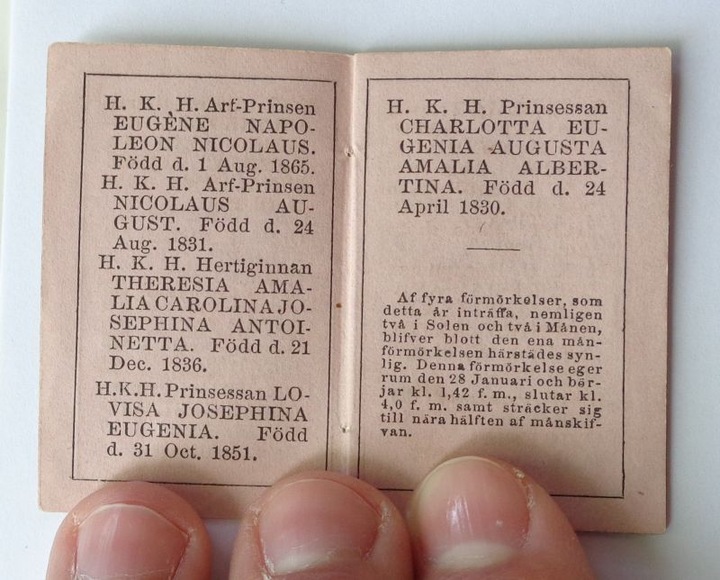 H. K. H. Arf-Prinsen
EUGÈNE NAPO-
LEON NICOLAUS.
Född d. 1 Aug. 1865.
H. K. H. Arf-Prinsen
NICOLAUS AU-
GUST. Född d. 24
Aug. 1831.
H. K. H. Hertiginnan
THERESIA AMA-
LIA CAROLINA JO-
SEPHINA ANTOI-
NETTA. Född d. 21
Dec. 1836.
H.K.H. Prinsessan LO-
VISA JOSEPHINA
EUGENIA. Född
d. 31 Oct. 1851.
H. K. H. Prinsessan
CHARLOTTA EU-
GENIA AUGUSTA
AMALIA ALBER-
TINA. Född d. 24
April 1830.
Af fyra förmörkelser, som
detta år inträffa, nemligen
två i Solen och två i Månen,
blifver blott den ena mån-
förmörkelsen härstädes syn-
lig. Denna förmörkelse eger
rum den 28 Januari och bör-
jar kl. 1,42 f. m., slutar kl.
4,0 f. m. samt sträcker sig
till nära hälften af månskif-
van.